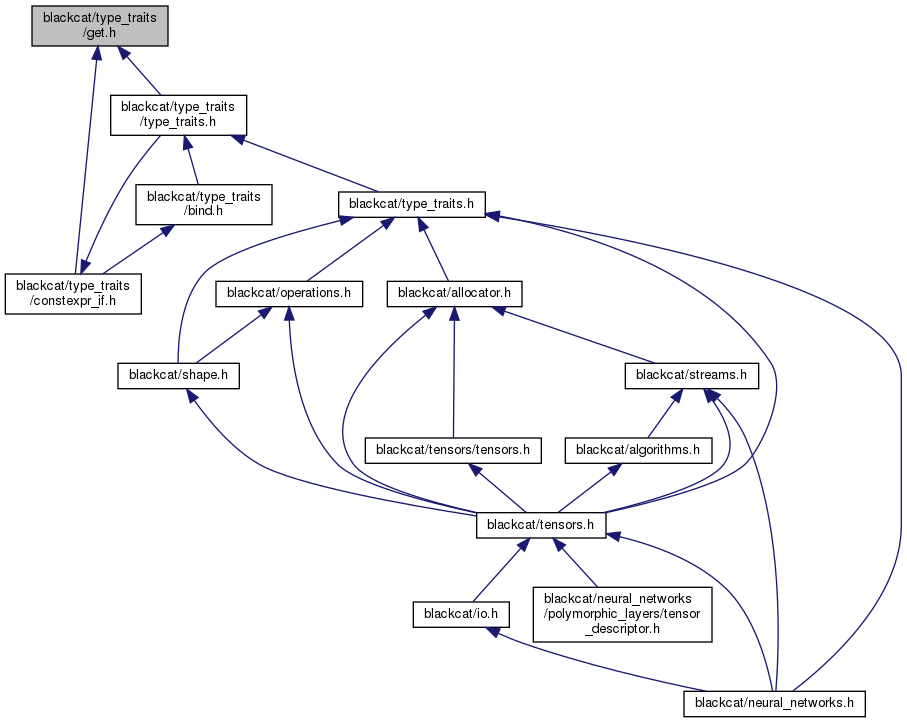 blackcat/type_traits
/get.h
blackcat/type_traits
/type_traits.h
blackcat/type_traits
/bind.h
blackcat/type_traits.h
blackcat/type_traits
/constexpr_if.h
blackcat/operations.h
blackcat/allocator.h
blackcat/shape.h
blackcat/streams.h
blackcat/tensors/tensors.h
blackcat/algorithms.h
blackcat/tensors.h
blackcat/io.h
blackcat/neural_networks
/polymorphic_layers/tensor
_descriptor.h
blackcat/neural_networks.h